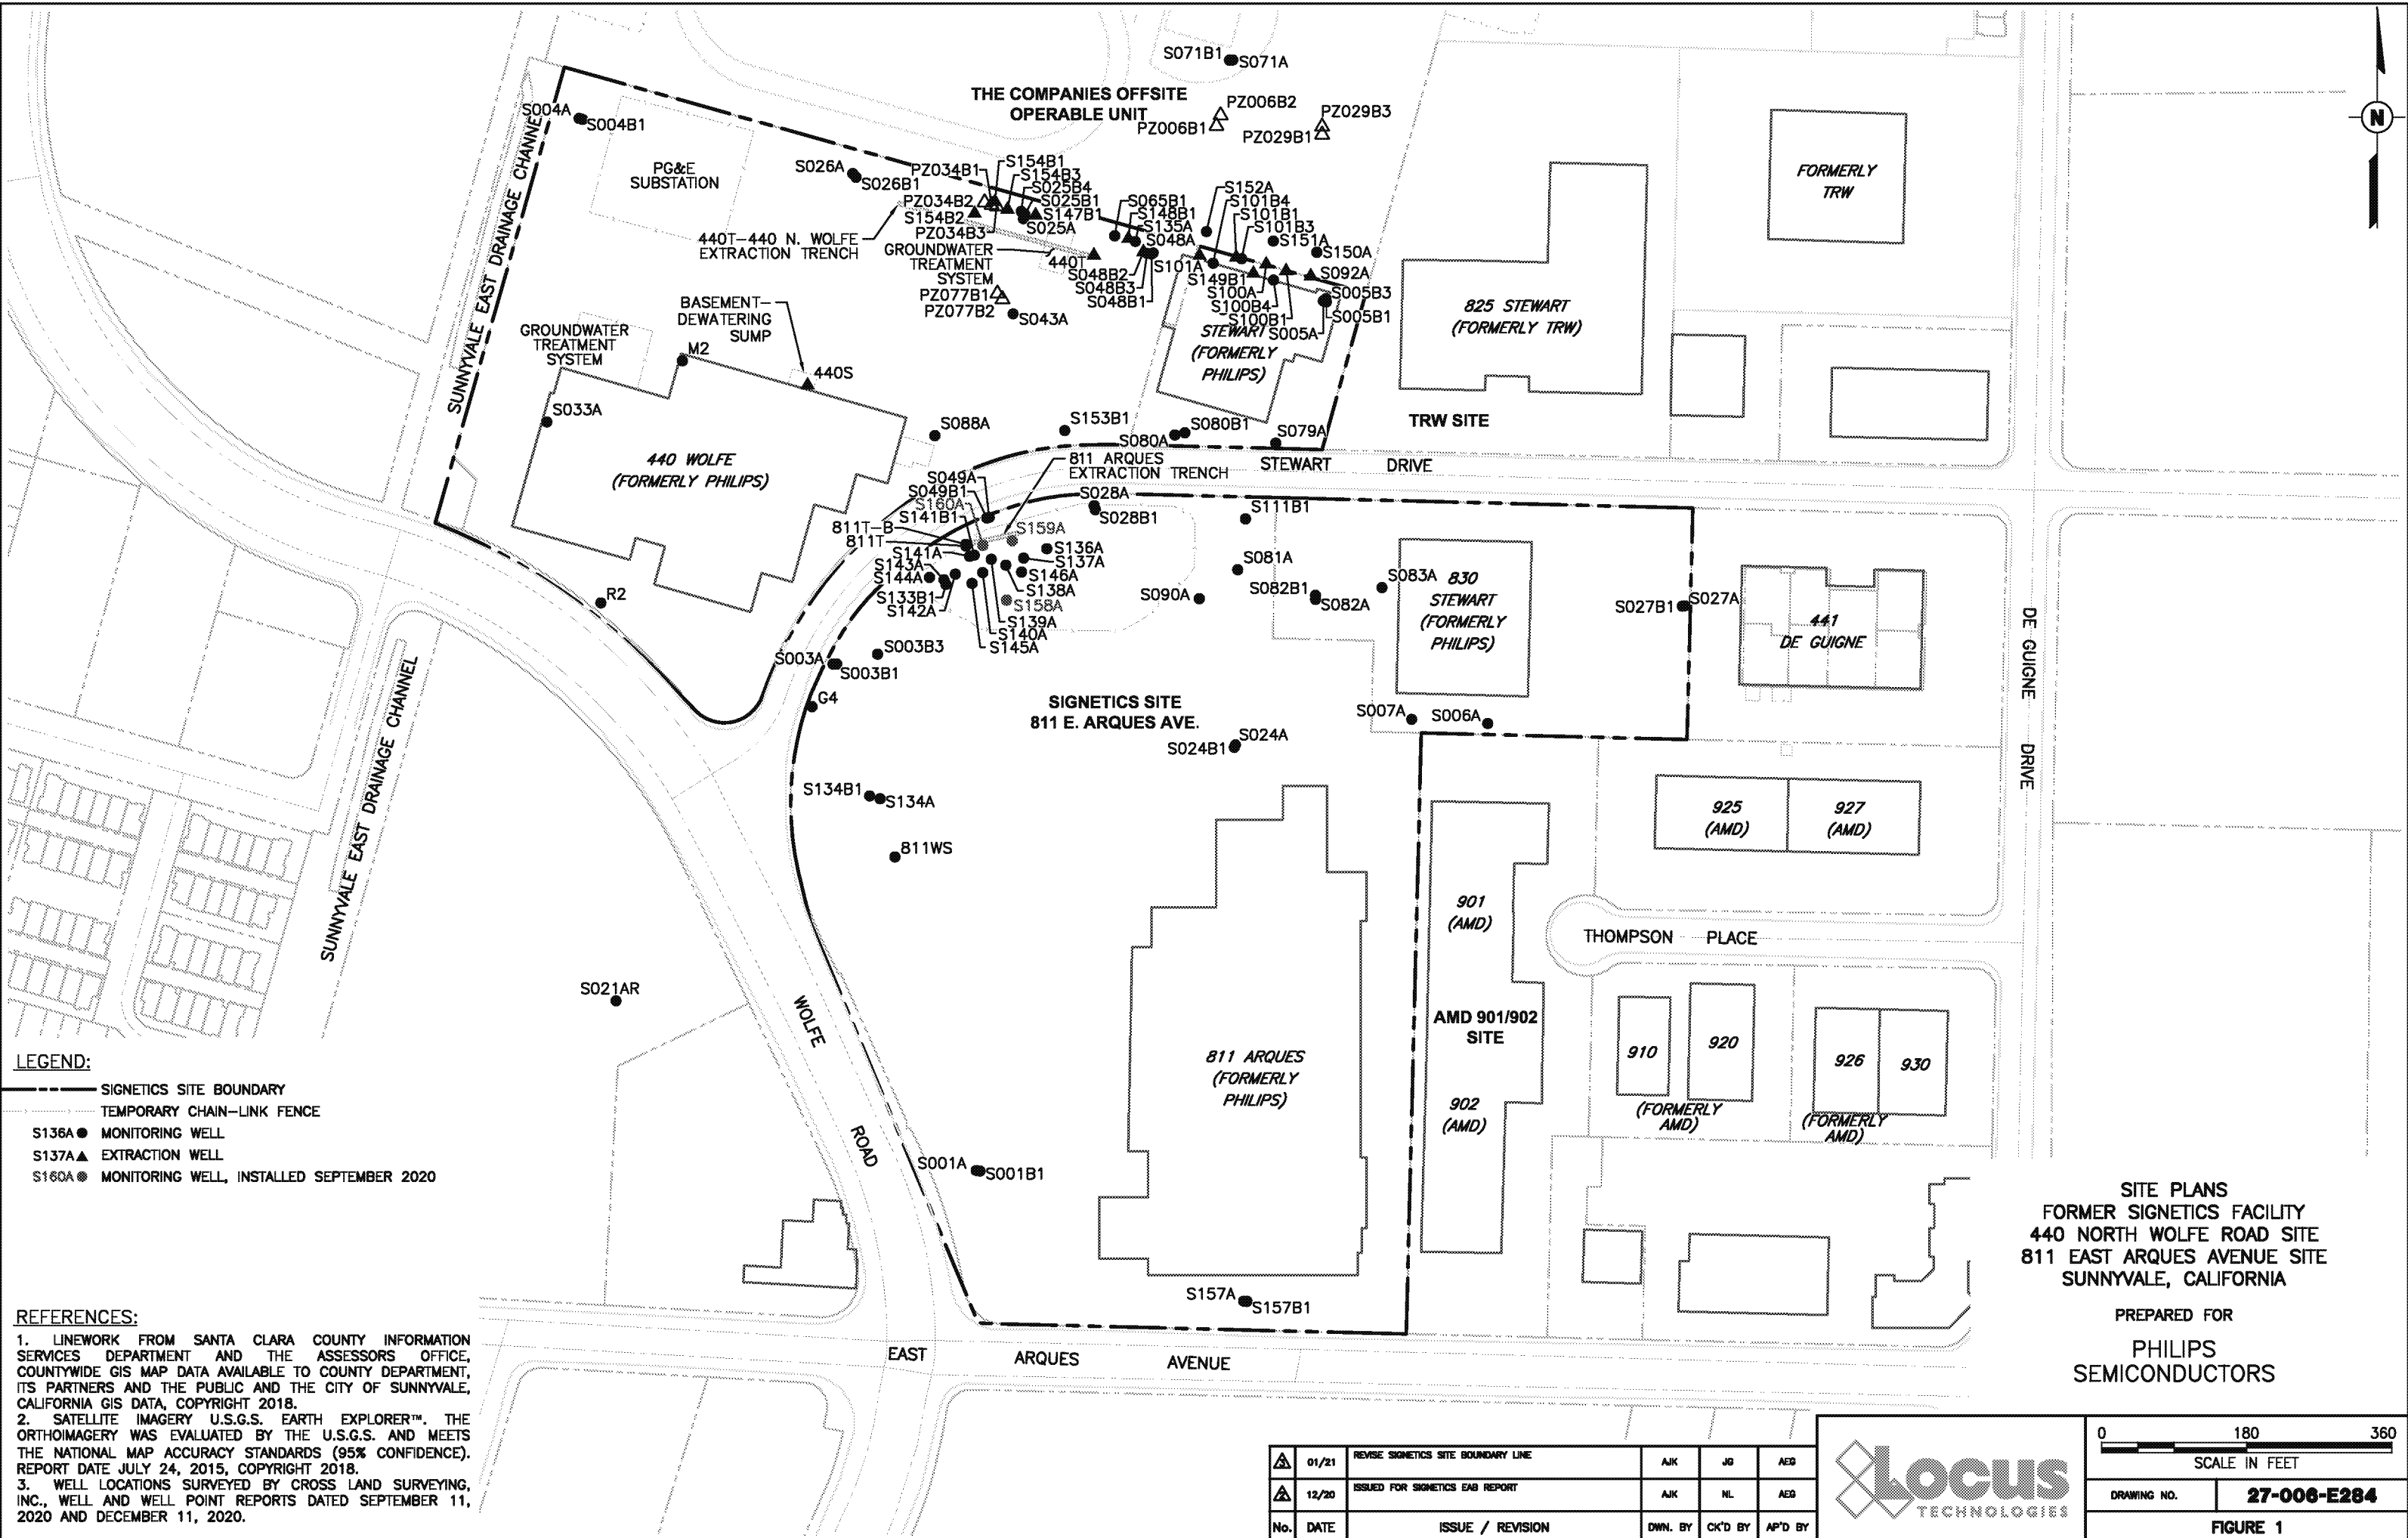 S071B1
S071A
THE COMPANIES OFFSITE
OPERABLE UNIT
PZ006B2
PZ006B1
PZ029B3
PZ029B1
S004A
S004B1
SUNNYVALE EAST DRAINAGE CHANNEL
PG&E
SUBSTATION
S026A
S026B1
PZ034B1
PZ034B2
S154B2
PZ034B3
S154B1
S154B3
S025B4
S025B1
S147B1
S025A
440T-440 N. WOLFE
EXTRACTION TRENCH
GROUNDWATER
TREATMENT
SYSTEM
440T
S065B1
S148B1
S135A
S048A
S048B2
S048B3
S048B1
S101A
S152A
S101B4
S101B1
S101B3
S151A
S150A
S092A
S149B1
S100A
S100B4
S100B1
S005B3
S005B1
S005A
PZ077B1
PZ077B2
S043A
STEWART
(FORMERLY
PHILIPS)
FORMERLY
TRW
825 STEWART
(FORMERLY TRW)
TRW SITE
BASEMENT-
DEWATERING
SUMP
440S
GROUNDWATER
TREATMENT
SYSTEM
M2
S033A
440 WOLFE
(FORMERLY PHILIPS)
S088A
S153B1
S080A
S080B1
S079A
STEWART DRIVE
811 ARQUES
EXTRACTION TRENCH
S049A
S049B1
S160A
S141B1
811T-B
811T
S141A
S143A
S144A
S133B1
S142A
S028A
S028B1
S159A
S136A
S137A
S146A
S138A
S158A
S139A
S140A
S145A
S111B1
S081A
S090A
S082B1
S082A
S083A
830
STEWART
(FORMERLY
PHILIPS)
S027B1
S027A
441
DE GUIGNE
DE GUIGNE DRIVE
R2
S003A
S003B3
S003B1
G4
SIGNETICS SITE
811 E. ARQUES AVE.
S007A
S006A
S024A
S024B1
SUNNYVALE EAST DRAINAGE CHANNEL
S134B1
S134A
811WS
925
(AMD)
927
(AMD)
901
(AMD)
THOMPSON PLACE
S021AR
WOLFE
ROAD
AMD 901/902
SITE
902
(AMD)
910
920
(FORMERLY
AMD)
926
930
(FORMERLY
AMD)
811 ARQUES
(FORMERLY
PHILIPS)
S001A
S001B1
S157A
S157B1
EAST ARQUES AVENUE
N
LEGEND:
SIGNETICS SITE BOUNDARY
TEMPORARY CHAIN-LINK FENCE
S136A MONITORING WELL
S137A EXTRACTION WELL
S160A MONITORING WELL, INSTALLED SEPTEMBER 2020
REFERENCES:
1. LINEWORK FROM SANTA CLARA COUNTY INFORMATION
SERVICES DEPARTMENT AND THE ASSESSORS OFFICE,
COUNTYWIDE GIS MAP DATA AVAILABLE TO COUNTY DEPARTMENT,
ITS PARTNERS AND THE PUBLIC AND THE CITY OF SUNNYVALE,
CALIFORNIA GIS DATA, COPYRIGHT 2018.
2. SATELLITE IMAGERY U.S.G.S. EARTH EXPLORER™. THE
ORTHOIMAGERY WAS EVALUATED BY THE U.S.G.S. AND MEETS
THE NATIONAL MAP ACCURACY STANDARDS (95% CONFIDENCE).
REPORT DATE JULY 24, 2015, COPYRIGHT 2018.
3. WELL LOCATIONS SURVEYED BY CROSS LAND SURVEYING,
INC., WELL AND WELL POINT REPORTS DATED SEPTEMBER 11,
2020 AND DECEMBER 11, 2020.
SITE PLANS
FORMER SIGNETICS FACILITY
440 NORTH WOLFE ROAD SITE
811 EAST ARQUES AVENUE SITE
SUNNYVALE, CALIFORNIA
PREPARED FOR
PHILIPS
SEMICONDUCTORS
3 01/21 REVISE SIGNETICS SITE BOUNDARY LINE AJK JG AEG
2 12/20 ISSUED FOR SIGNETICS EAB REPORT AJK NL AEG
No. DATE ISSUE / REVISION DWN. BY CK'D BY AP'D BY
LOCUS
TECHNOLOGIES
0 180 360
SCALE IN FEET
DRAWING NO. 27-006-E284
FIGURE 1